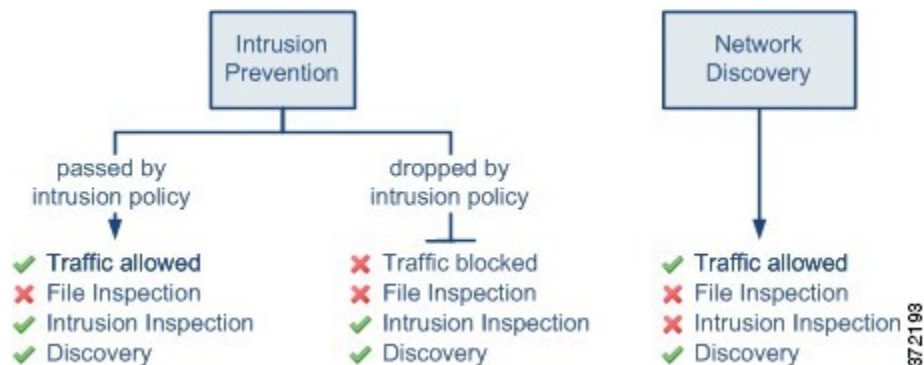 Intrusion
Prevention
Network
Discovery
passed by
intrusion policy
dropped by
intrusion policy
Traffic allowed
File Inspection
Intrusion Inspection
Discovery
Traffic blocked
File Inspection
Intrusion Inspection
Discovery
Traffic allowed
File Inspection
Intrusion Inspection
Discovery
372193